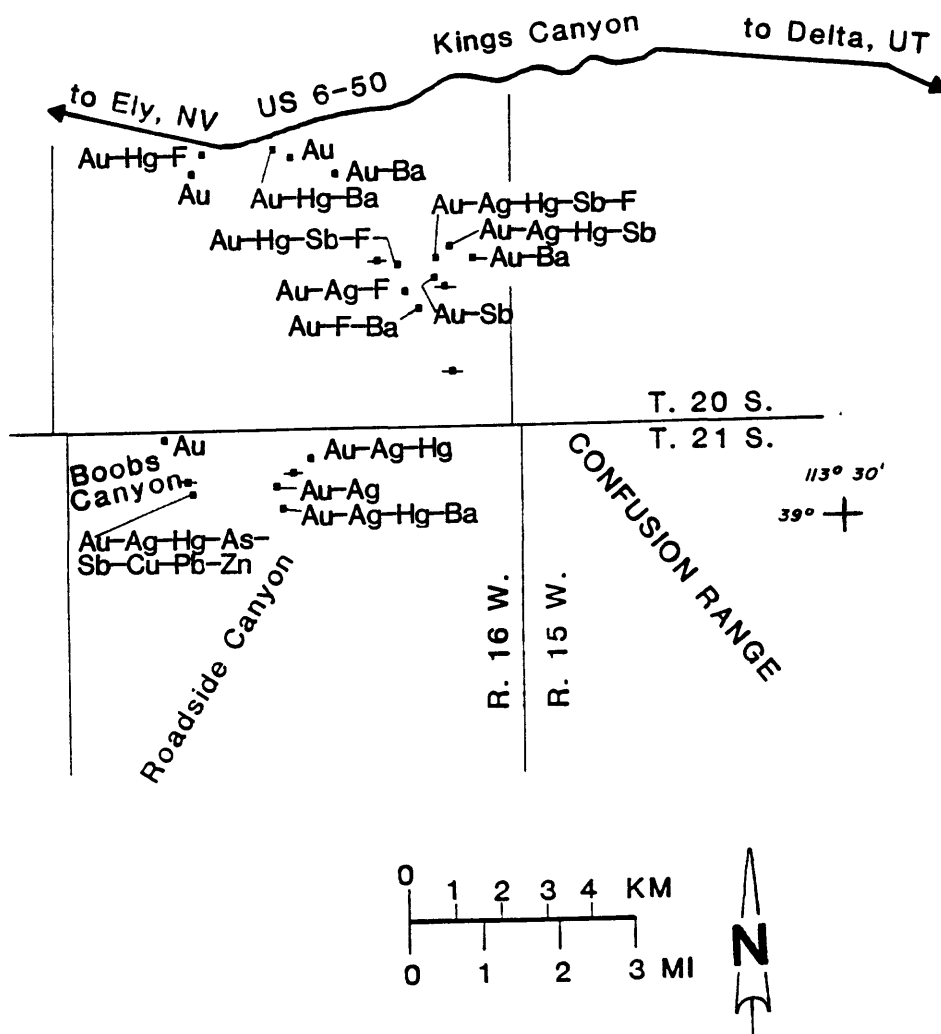 Kings Canyon
to Delta, UT
US 6-50
to Ely, NV
Au-Hg-F
Au
Au
Au-Ba
Au-Hg-Ba
Au-Ag-Hg-Sb-F
Au-Ag-Hg-Sb
Au-Hg-Sb-F
Au-Ba
Au-Ag-F
Au-Sb
Au-F-Ba
T. 20 S.
T. 21 S.
Au
Au-Ag-Hg
Boobs
Canyon
Au-Ag
Au-Ag-Hg-Ba
Au-Ag-Hg-As-
Sb-Cu-Pb-Zn
CONFUSION RANGE
113° 30'
39°
Roadside Canyon
R. 16 W.
R. 15 W.
0 1 2 3 4 KM
0 1 2 3 MI
N